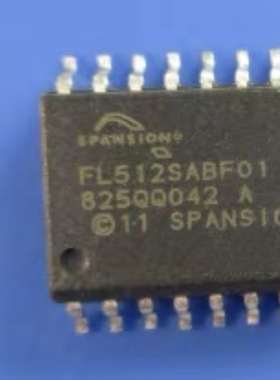 SPANSION®
FL512SABF01
825QQ042 A
©11 SPANSIO